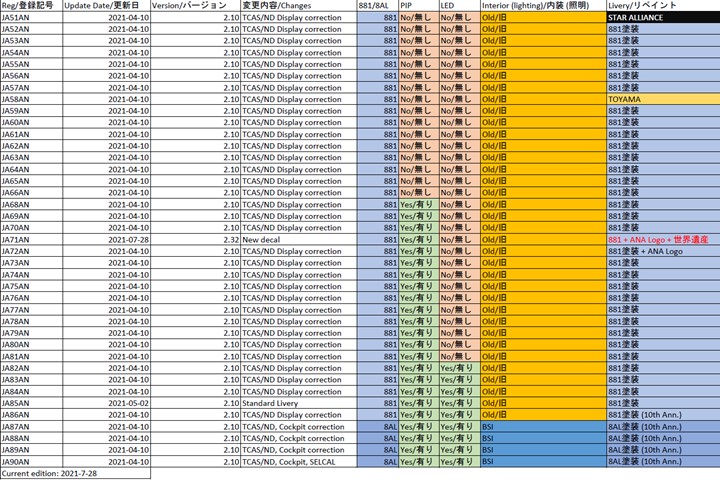 Reg/登録記号 Update Date/更新日 Version/バージョン 変更内容/Changes 881/8AL PIP LED Interior (lighting)/内装 (照明) Livery/リペイント
JA51AN 2021-04-10 2.10 TCAS/ND Display correction 881 No/無し No/無し Old/旧 STAR ALLIANCE
JA52AN 2021-04-10 2.10 TCAS/ND Display correction 881 No/無し No/無し Old/旧 881塗装
JA53AN 2021-04-10 2.10 TCAS/ND Display correction 881 No/無し No/無し Old/旧 881塗装
JA54AN 2021-04-10 2.10 TCAS/ND Display correction 881 No/無し No/無し Old/旧 881塗装
JA55AN 2021-04-10 2.10 TCAS/ND Display correction 881 No/無し No/無し Old/旧 881塗装
JA56AN 2021-04-10 2.10 TCAS/ND Display correction 881 No/無し No/無し Old/旧 881塗装
JA57AN 2021-04-10 2.10 TCAS/ND Display correction 881 No/無し No/無し Old/旧 881塗装
JA58AN 2021-04-10 2.10 TCAS/ND Display correction 881 No/無し No/無し Old/旧 TOYAMA
JA59AN 2021-04-10 2.10 TCAS/ND Display correction 881 No/無し No/無し Old/旧 881塗装
JA60AN 2021-04-10 2.10 TCAS/ND Display correction 881 No/無し No/無し Old/旧 881塗装
JA61AN 2021-04-10 2.10 TCAS/ND Display correction 881 No/無し No/無し Old/旧 881塗装
JA62AN 2021-04-10 2.10 TCAS/ND Display correction 881 No/無し No/無し Old/旧 881塗装
JA63AN 2021-04-10 2.10 TCAS/ND Display correction 881 No/無し No/無し Old/旧 881塗装
JA64AN 2021-04-10 2.10 TCAS/ND Display correction 881 No/無し No/無し Old/旧 881塗装
JA65AN 2021-04-10 2.10 TCAS/ND Display correction 881 No/無し No/無し Old/旧 881塗装
JA66AN 2021-04-10 2.10 TCAS/ND Display correction 881 No/無し No/無し Old/旧 881塗装
JA68AN 2021-04-10 2.10 TCAS/ND Display correction 881 Yes/有り No/無し Old/旧 881塗装
JA69AN 2021-04-10 2.10 TCAS/ND Display correction 881 Yes/有り No/無し Old/旧 881塗装
JA70AN 2021-04-10 2.10 TCAS/ND Display correction 881 Yes/有り No/無し Old/旧 881塗装
JA71AN 2021-07-28 2.32 New decal 881 Yes/有り No/無し Old/旧 881 + ANA Logo + 世界遺産
JA72AN 2021-04-10 2.10 TCAS/ND Display correction 881 Yes/有り No/無し Old/旧 881塗装 + ANA Logo
JA73AN 2021-04-10 2.10 TCAS/ND Display correction 881 Yes/有り No/無し Old/旧 881塗装
JA74AN 2021-04-10 2.10 TCAS/ND Display correction 881 Yes/有り No/無し Old/旧 881塗装
JA75AN 2021-04-10 2.10 TCAS/ND Display correction 881 Yes/有り No/無し Old/旧 881塗装
JA76AN 2021-04-10 2.10 TCAS/ND Display correction 881 Yes/有り No/無し Old/旧 881塗装
JA77AN 2021-04-10 2.10 TCAS/ND Display correction 881 Yes/有り No/無し Old/旧 881塗装
JA78AN 2021-04-10 2.10 TCAS/ND Display correction 881 Yes/有り No/無し Old/旧 881塗装
JA79AN 2021-04-10 2.10 TCAS/ND Display correction 881 Yes/有り No/無し Old/旧 881塗装
JA80AN 2021-04-10 2.10 TCAS/ND Display correction 881 Yes/有り No/無し Old/旧 881塗装
JA81AN 2021-04-10 2.10 TCAS/ND Display correction 881 Yes/有り No/無し Old/旧 881塗装
JA82AN 2021-04-10 2.10 TCAS/ND Display correction 881 Yes/有り Yes/有り Old/旧 881塗装
JA83AN 2021-04-10 2.10 TCAS/ND Display correction 881 Yes/有り Yes/有り Old/旧 881塗装
JA84AN 2021-04-10 2.10 TCAS/ND Display correction 881 Yes/有り Yes/有り Old/旧 881塗装
JA85AN 2021-05-02 2.10 Standard Livery 881 Yes/有り Yes/有り Old/旧 881塗装
JA86AN 2021-04-10 2.10 TCAS/ND Display correction 881 Yes/有り Yes/有り Old/旧 881塗装 (10th Ann.)
JA87AN 2021-04-10 2.10 TCAS/ND, Cockpit correction 8AL Yes/有り Yes/有り BSI 8AL塗装 (10th Ann.)
JA88AN 2021-04-10 2.10 TCAS/ND, Cockpit correction 8AL Yes/有り Yes/有り BSI 8AL塗装 (10th Ann.)
JA89AN 2021-04-10 2.10 TCAS/ND, Cockpit correction 8AL Yes/有り Yes/有り BSI 8AL塗装 (10th Ann.)
JA90AN 2021-04-10 2.10 TCAS/ND, Cockpit, SELCAL 8AL Yes/有り Yes/有り BSI 8AL塗装 (10th Ann.)
Current edition: 2021-7-28